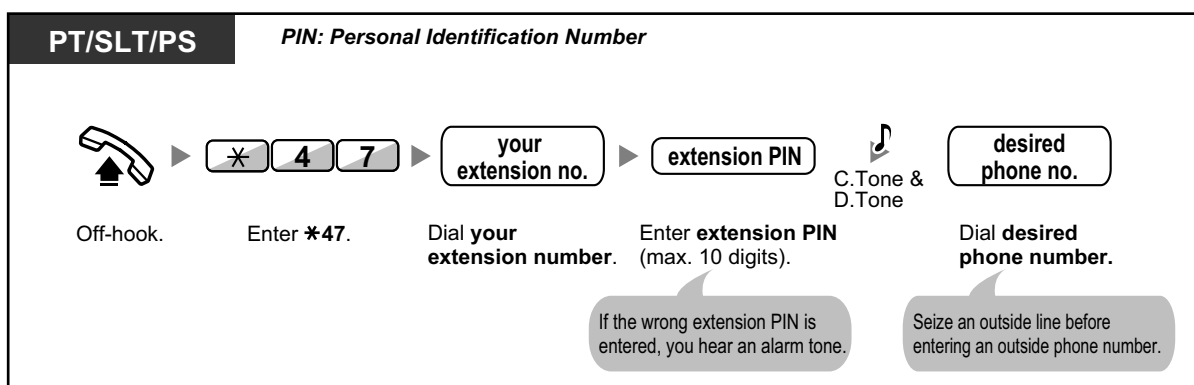 PT/SLT/PS
PIN: Personal Identification Number
✳ 4 7
your
extension no.
extension PIN
C.Tone &
D.Tone
desired
phone no.
Off-hook.
Enter ✳47.
Dial your
extension number.
Enter extension PIN
(max. 10 digits).
Dial desired
phone number.
If the wrong extension PIN is
entered, you hear an alarm tone.
Seize an outside line before
entering an outside phone number.